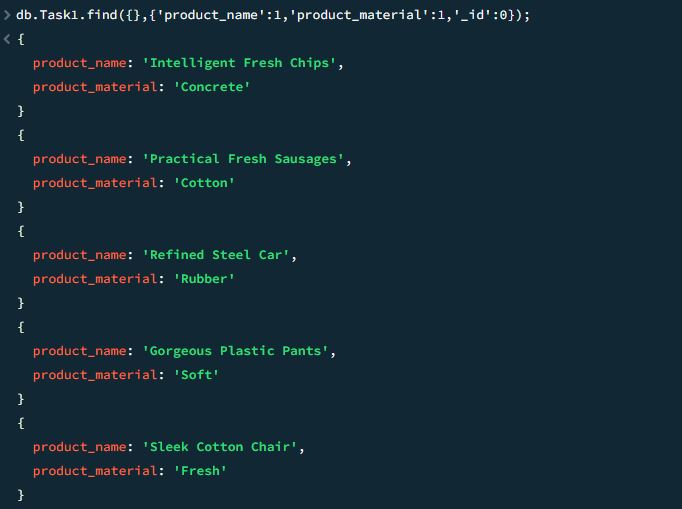 > db.Task1.find({},{'product_name':1,'product_material':1,'_id':0});
< {
product_name: 'Intelligent Fresh Chips',
product_material: 'Concrete'
}
{
product_name: 'Practical Fresh Sausages',
product_material: 'Cotton'
}
{
product_name: 'Refined Steel Car',
product_material: 'Rubber'
}
{
product_name: 'Gorgeous Plastic Pants',
product_material: 'Soft'
}
{
product_name: 'Sleek Cotton Chair',
product_material: 'Fresh'
}